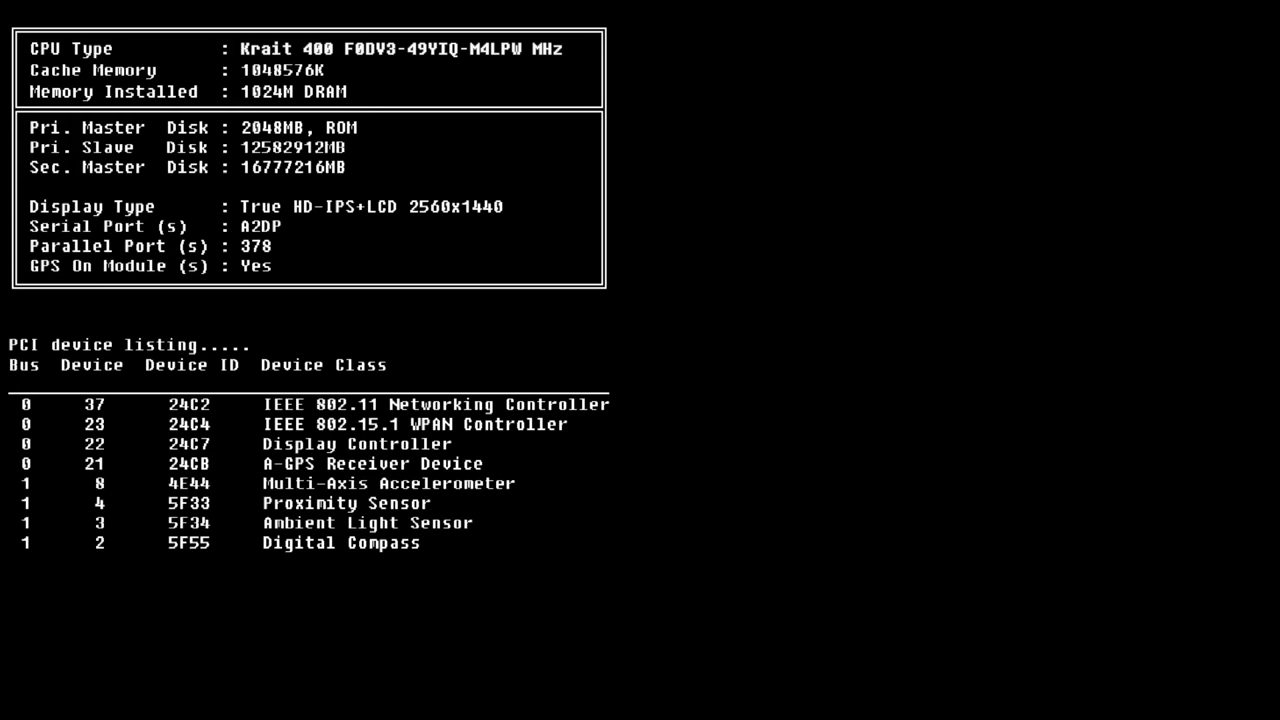 CPU Type : Krait 400 F0DV3-49YIQ-M4LPW MHz
Cache Memory : 1048576K
Memory Installed : 1024M DRAM
Pri. Master Disk : 2048MB, ROM
Pri. Slave Disk : 12582912MB
Sec. Master Disk : 16777216MB
Display Type : True HD-IPS+LCD 2560x1440
Serial Port (s) : A2DP
Parallel Port (s) : 378
GPS On Module (s) : Yes
PCI device listing.....
Bus Device Device ID Device Class
0 37 24C2 IEEE 802.11 Networking Controller
0 23 24C4 IEEE 802.15.1 WPAN Controller
0 22 24C7 Display Controller
0 21 24CB A-GPS Receiver Device
1 8 4E44 Multi-Axis Accelerometer
1 4 5F33 Proximity Sensor
1 3 5F34 Ambient Light Sensor
1 2 5F55 Digital Compass